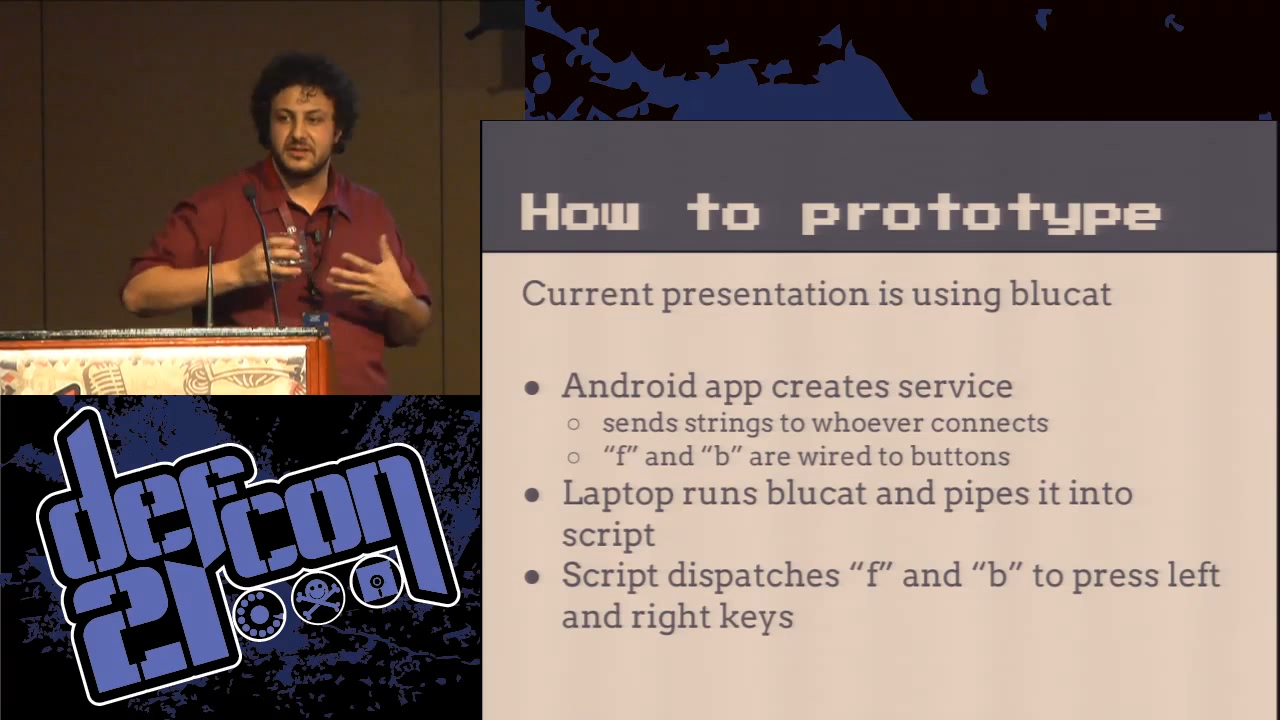 How to prototype
Current presentation is using blucat
● Android app creates service
○ sends strings to whoever connects
○ “f” and “b” are wired to buttons
● Laptop runs blucat and pipes it into
script
● Script dispatches “f” and “b” to press left
and right keys
defcon
21